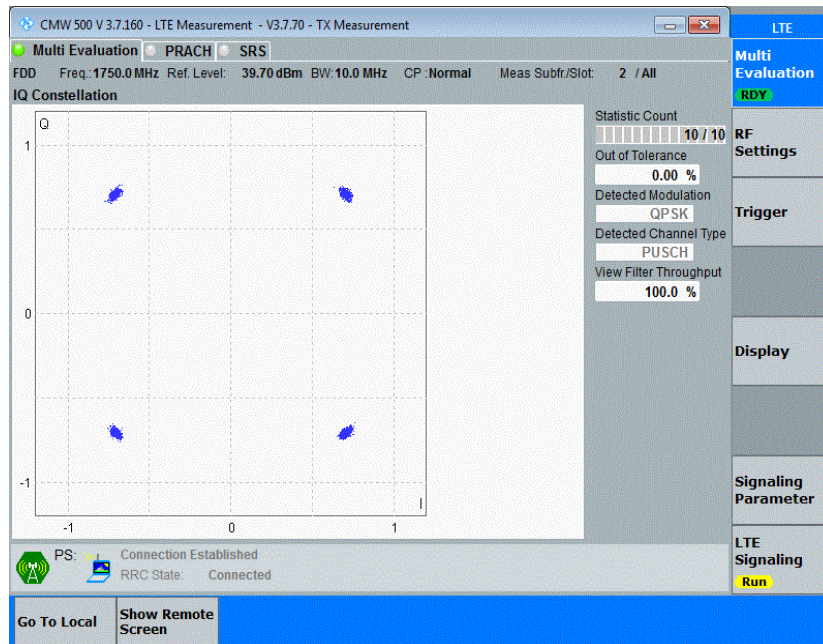 CMW 500 V 3.7.160 - LTE Measurement - V3.7.70 - TX Measurement
LTE
Multi Evaluation PRACH SRS
FDD Freq.: 1750.0 MHz Ref. Level: 39.70 dBm BW: 10.0 MHz CP : Normal Meas Subfr./Slot: 2 / All
IQ Constellation
Q
1
0
-1
-1 0 1
I
Statistic Count
10 / 10
Out of Tolerance
0.00 %
Detected Modulation
QPSK
Detected Channel Type
PUSCH
View Filter Throughput
100.0 %
Multi
Evaluation
RDY
RF
Settings
Trigger
Display
Signaling
Parameter
LTE
Signaling
Run
PS: Connection Established
RRC State: Connected
Go To Local
Show Remote
Screen